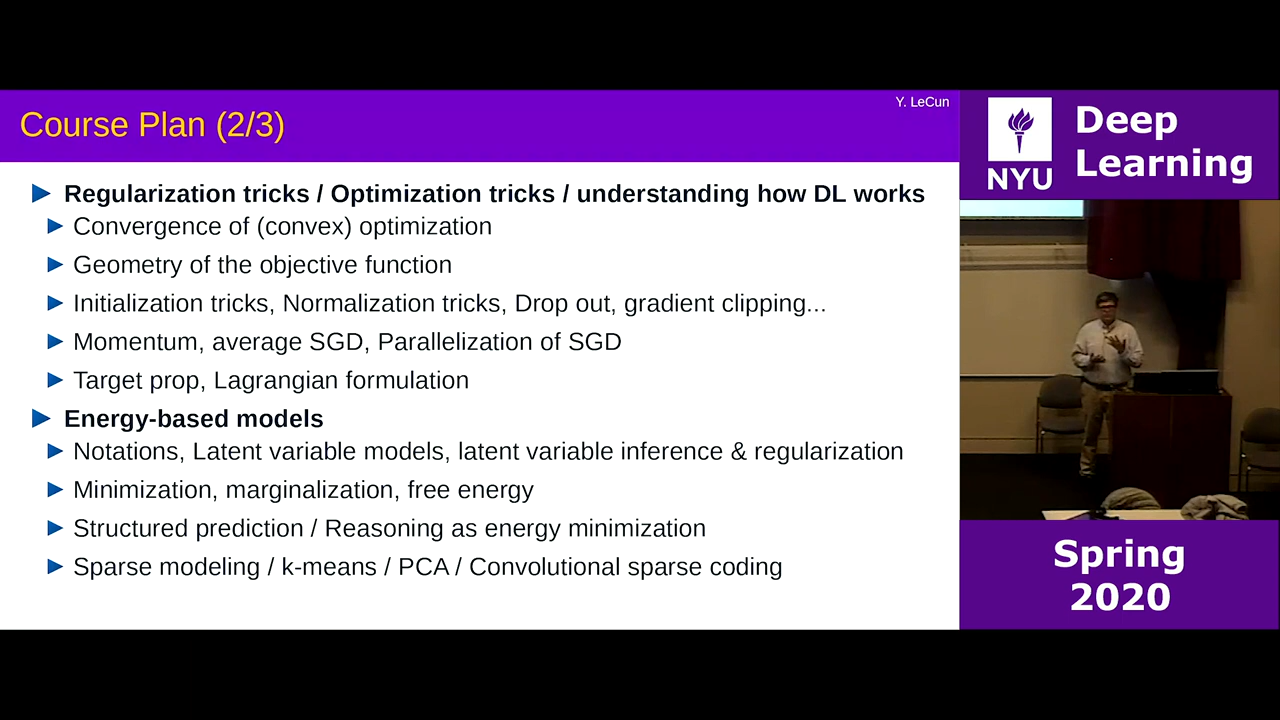 Y. LeCun
Course Plan (2/3)
Regularization tricks / Optimization tricks / understanding how DL works
Convergence of (convex) optimization
Geometry of the objective function
Initialization tricks, Normalization tricks, Drop out, gradient clipping...
Momentum, average SGD, Parallelization of SGD
Target prop, Lagrangian formulation
Energy-based models
Notations, Latent variable models, latent variable inference & regularization
Minimization, marginalization, free energy
Structured prediction / Reasoning as energy minimization
Sparse modeling / k-means / PCA / Convolutional sparse coding
NYU
Deep
Learning
Spring
2020